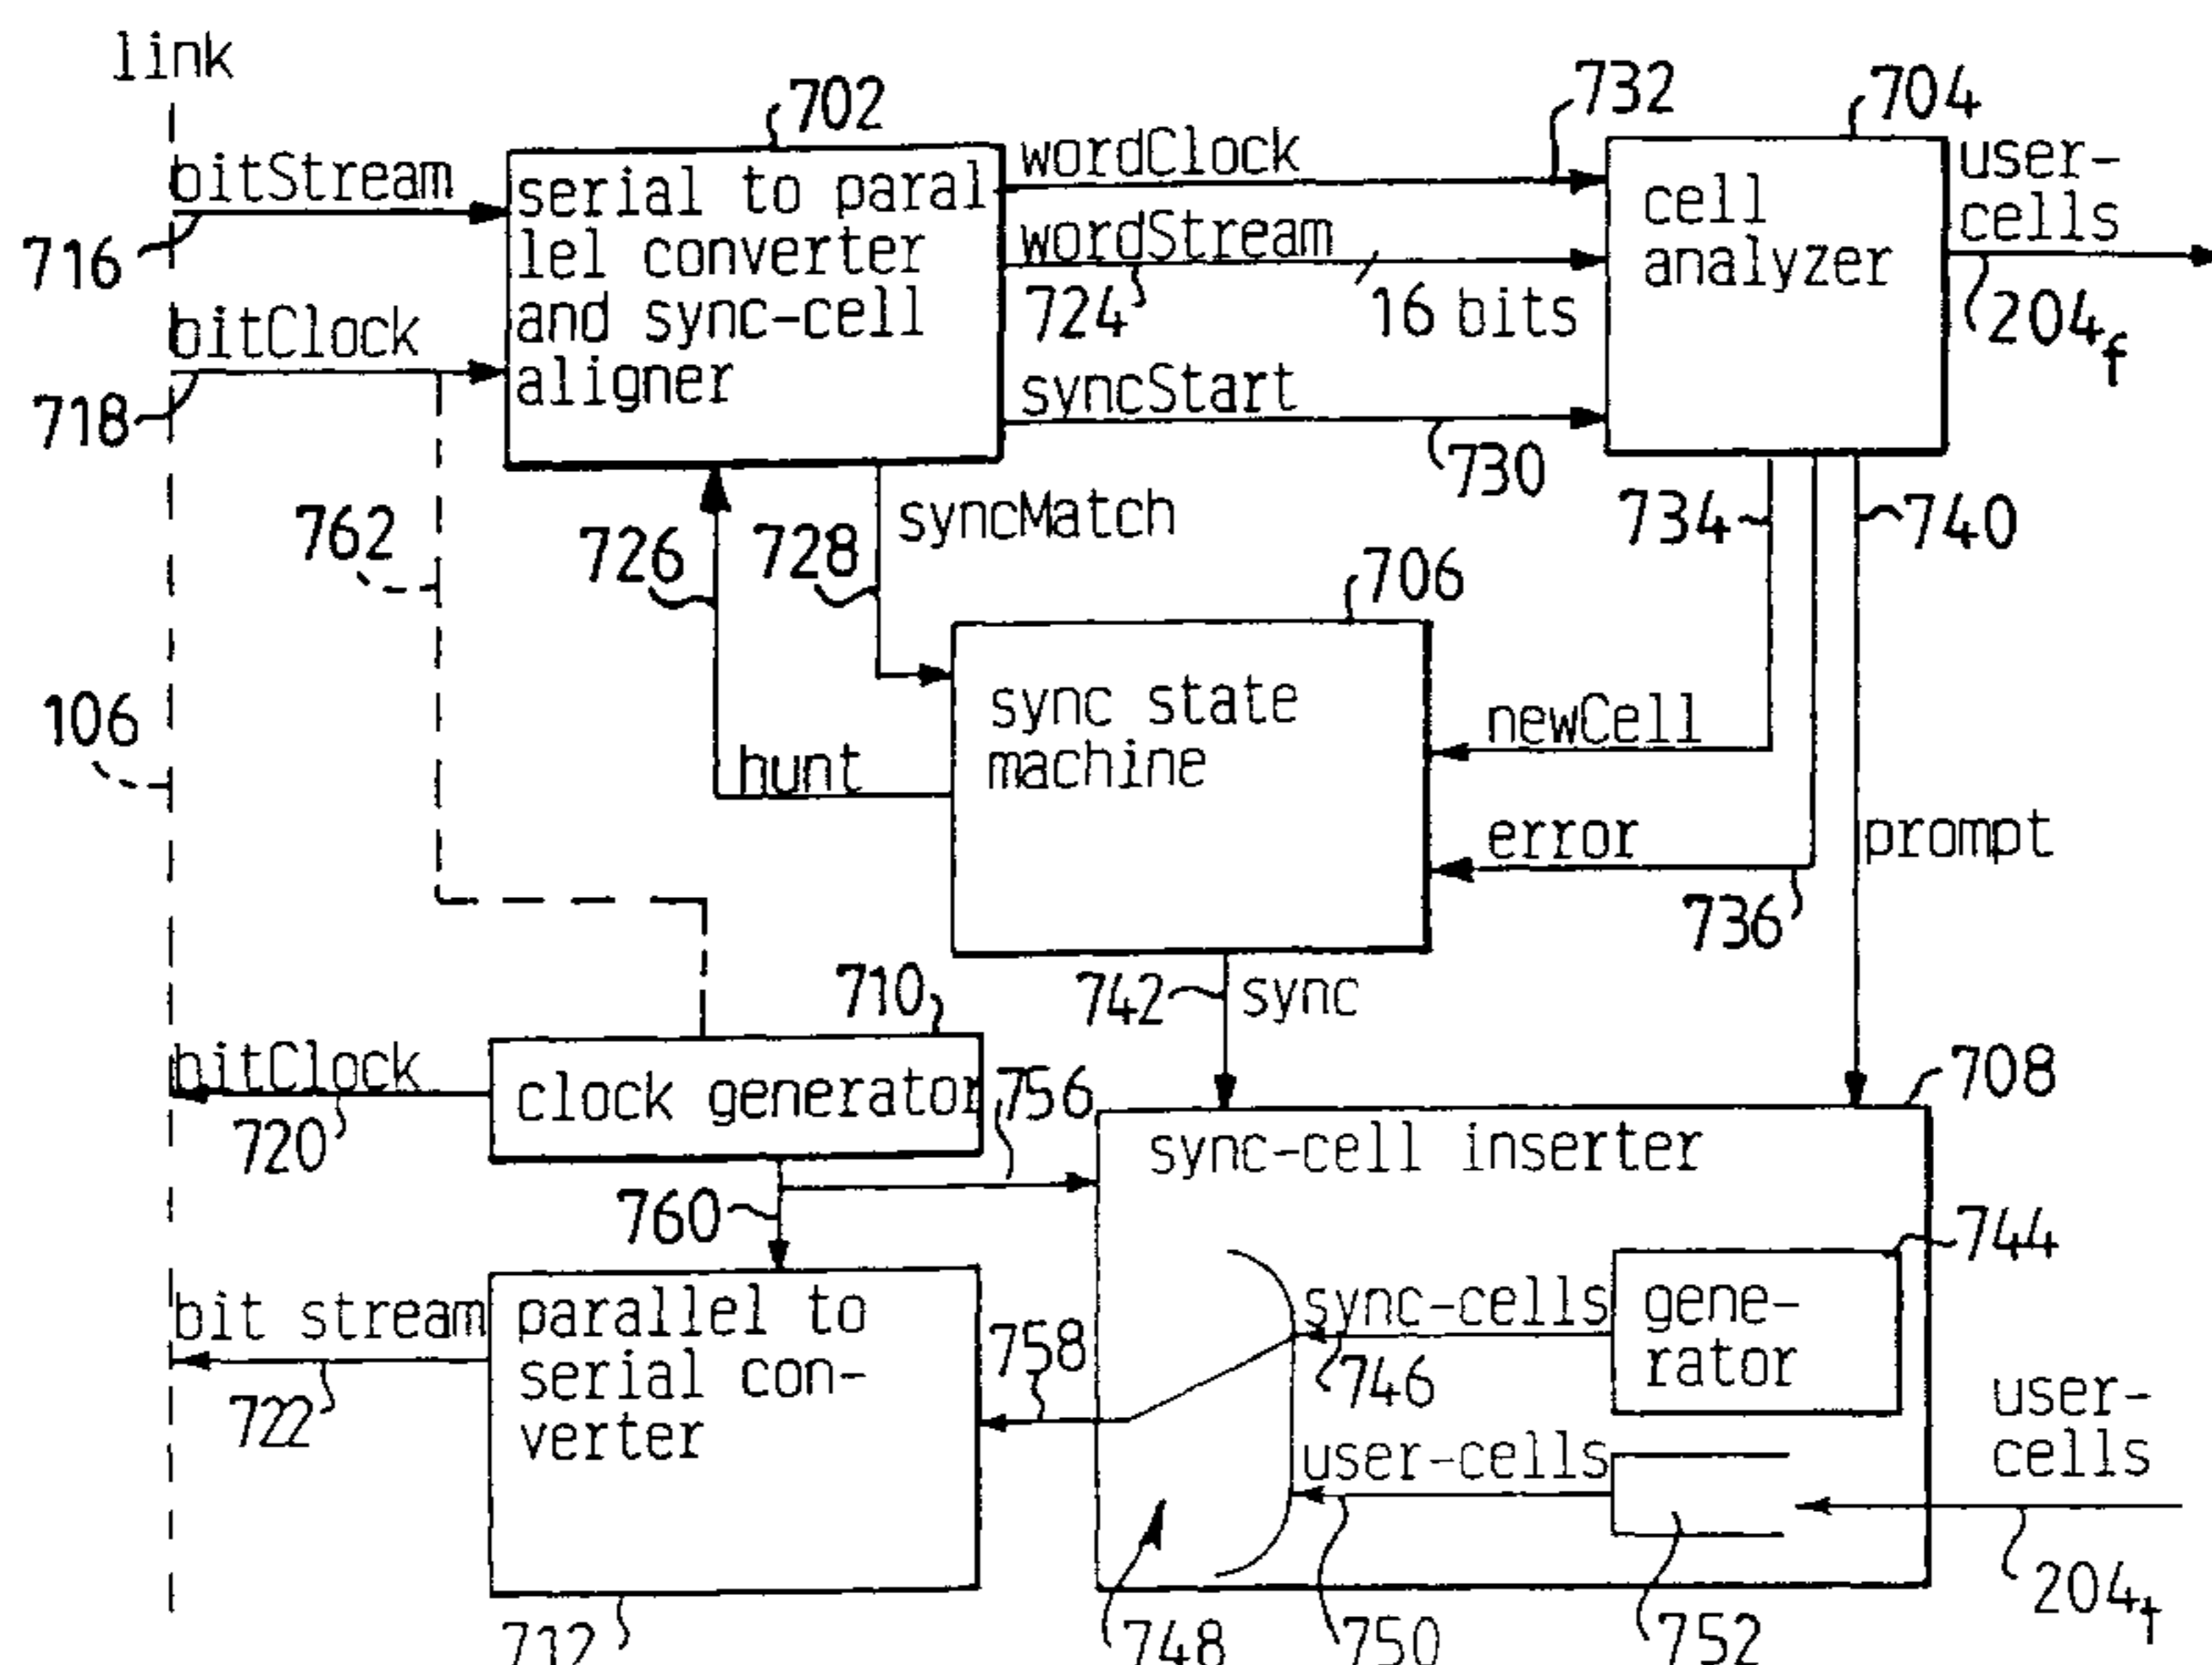 link
702
732
704
bitStream
716
serial to paral
lel converter
and sync-cell
aligner
wordClock
wordStream
724
16 bits
cell
analyzer
user-
cells
204f
bitClock
718
syncStart
730
762
726
728
syncMatch
734
740
706
106
sync state
machine
newCell
hunt
error
736
prompt
742
sync
710
bitClock
720
clock generator
756
708
sync-cell inserter
760
744
bit stream
722
parallel to
serial con-
verter
758
sync-cells
746
gene-
rator
user-cells
user-
cells
204t
712
748
750
752